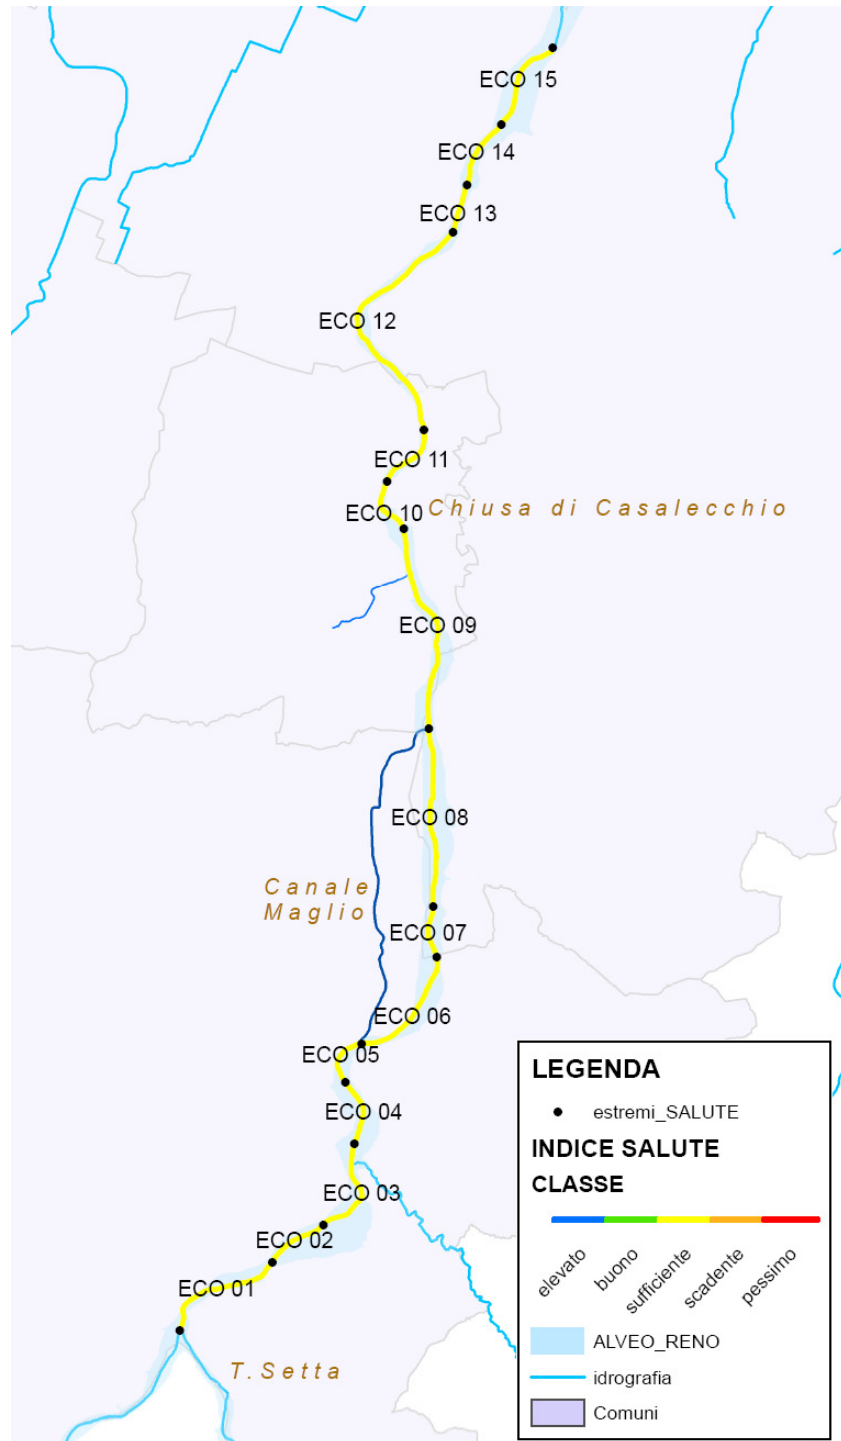 ECO 15
ECO 14
ECO 13
ECO 12
ECO 11
ECO 10
Chiusa di Casalecchio
ECO 09
ECO 08
Canale
Maglio
ECO 07
ECO 06
ECO 05
ECO 04
ECO 03
ECO 02
ECO 01
T. Setta
LEGENDA
estremi_SALUTE
INDICE SALUTE
CLASSE
elevato
buono
sufficiente
scadente
pessimo
ALVEO_RENO
idrografia
Comuni